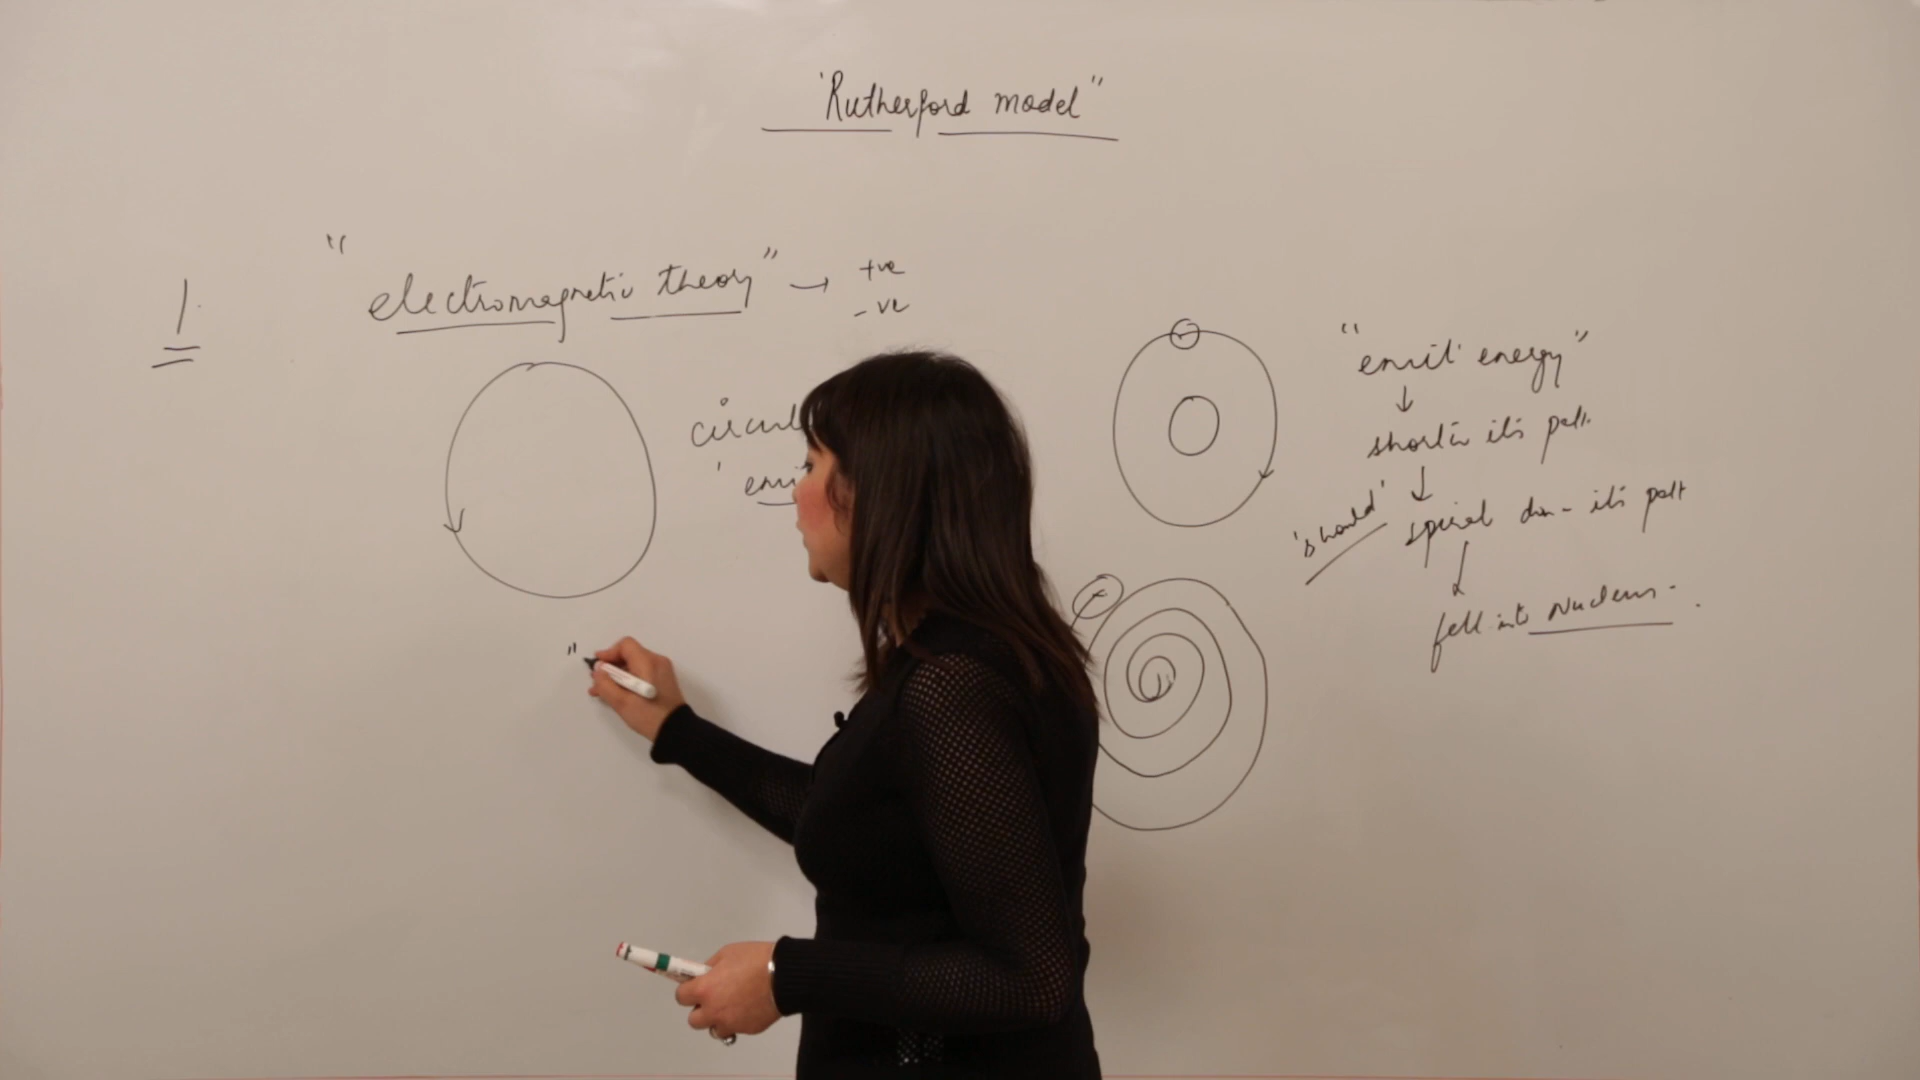 'Rutherford model"
1.
" electromagnetic theory" → +ve
-ve
"emit energy"
↓
shortin its path
↓
'should' spiral down its path
↓
fell into Nucleus.
"